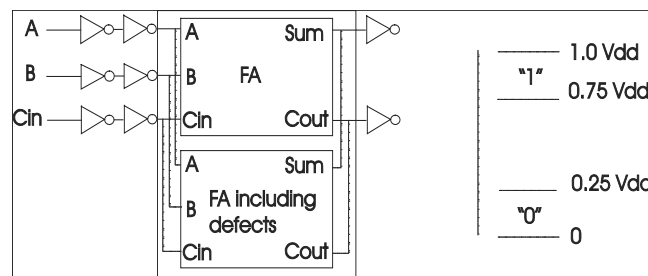 A
B
Cin
A
B
Cin
FA
Sum
Cout
A
B
Cin
FA including
defects
Sum
Cout
1.0 Vdd
"1"
0.75 Vdd
0.25 Vdd
"0"
0